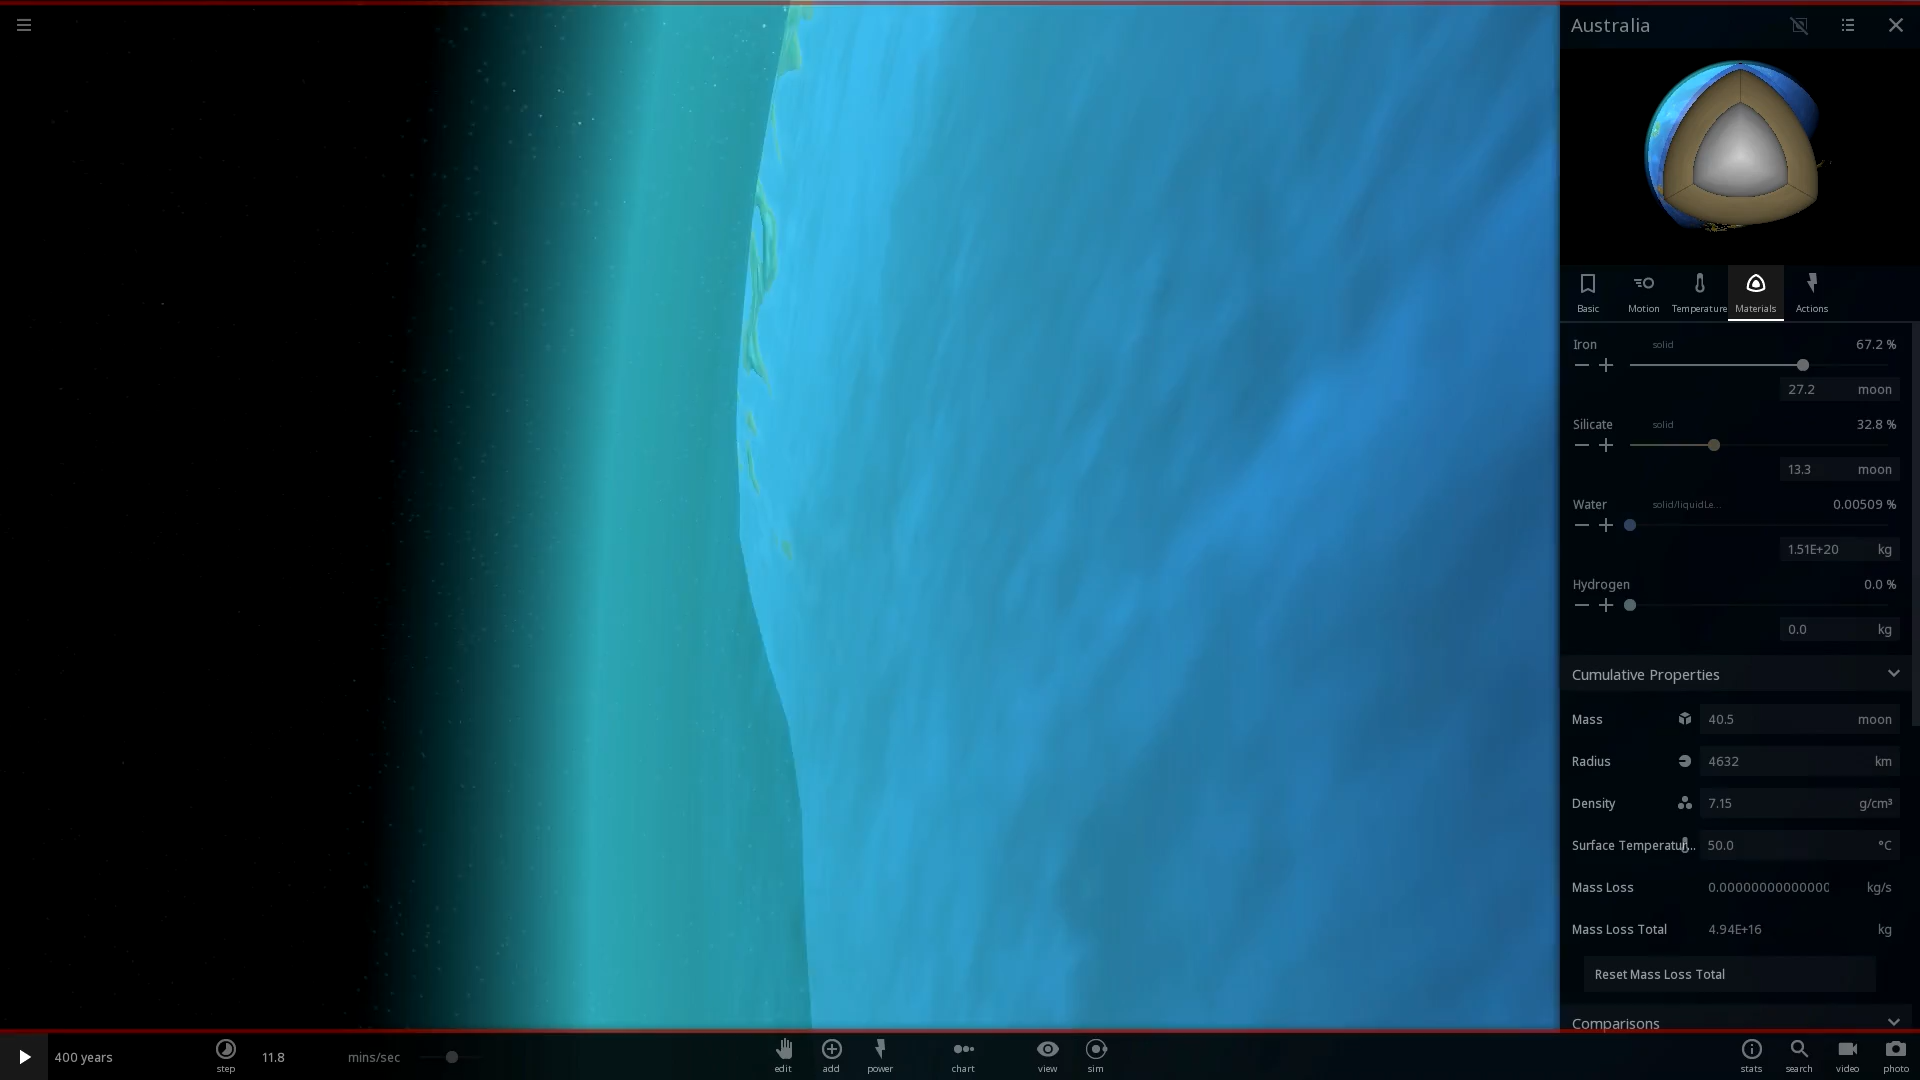 Australia
Basic
Motion
Temperature
Materials
Actions
Iron solid 67.2 %
27.2 moon
Silicate solid 32.8 %
13.3 moon
Water solid/liquidLe... 0.00509 %
1.51E+20 kg
Hydrogen 0.0 %
0.0 kg
Cumulative Properties
Mass 40.5 moon
Radius 4632 km
Density 7.15 g/cm³
Surface Temperatur... 50.0 °C
Mass Loss 0.00000000000000 kg/s
Mass Loss Total 4.94E+16 kg
Reset Mass Loss Total
Comparisons
400 years
step
11.8 mins/sec
edit
add
power
chart
view
sim
stats
search
video
photo